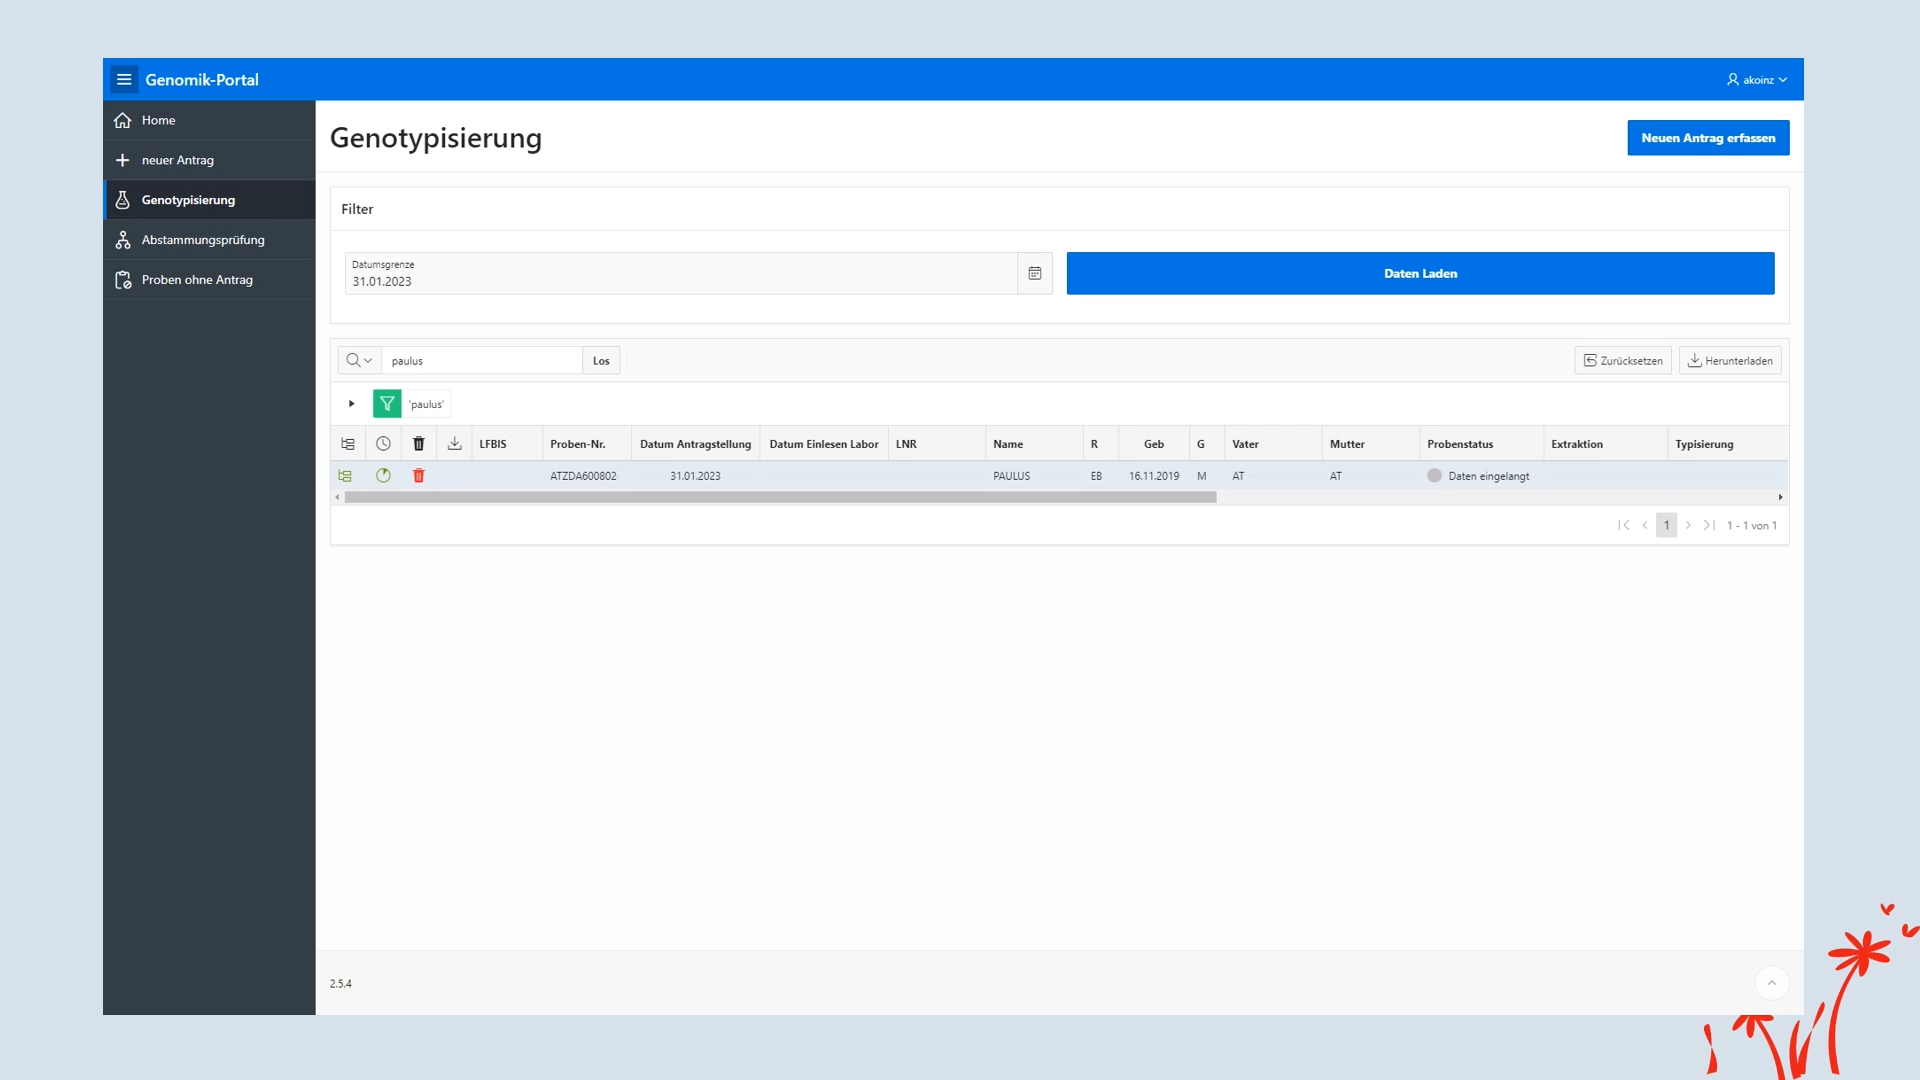 Genomik-Portal
akoinz
Home
neuer Antrag
Genotypisierung
Abstammungsprüfung
Proben ohne Antrag
Genotypisierung
Neuen Antrag erfassen
Filter
Datumsgrenze
31.01.2023
Daten Laden
paulus
Los
Zurücksetzen
Herunterladen
'paulus'
LFBIS Proben-Nr. Datum Antragstellung Datum Einlesen Labor LNR Name R Geb G Vater Mutter Probenstatus Extraktion Typisierung
ATZDA600802 31.01.2023 PAULUS EB 16.11.2019 M AT AT Daten eingelangt
1 1 - 1 von 1
2.5.4